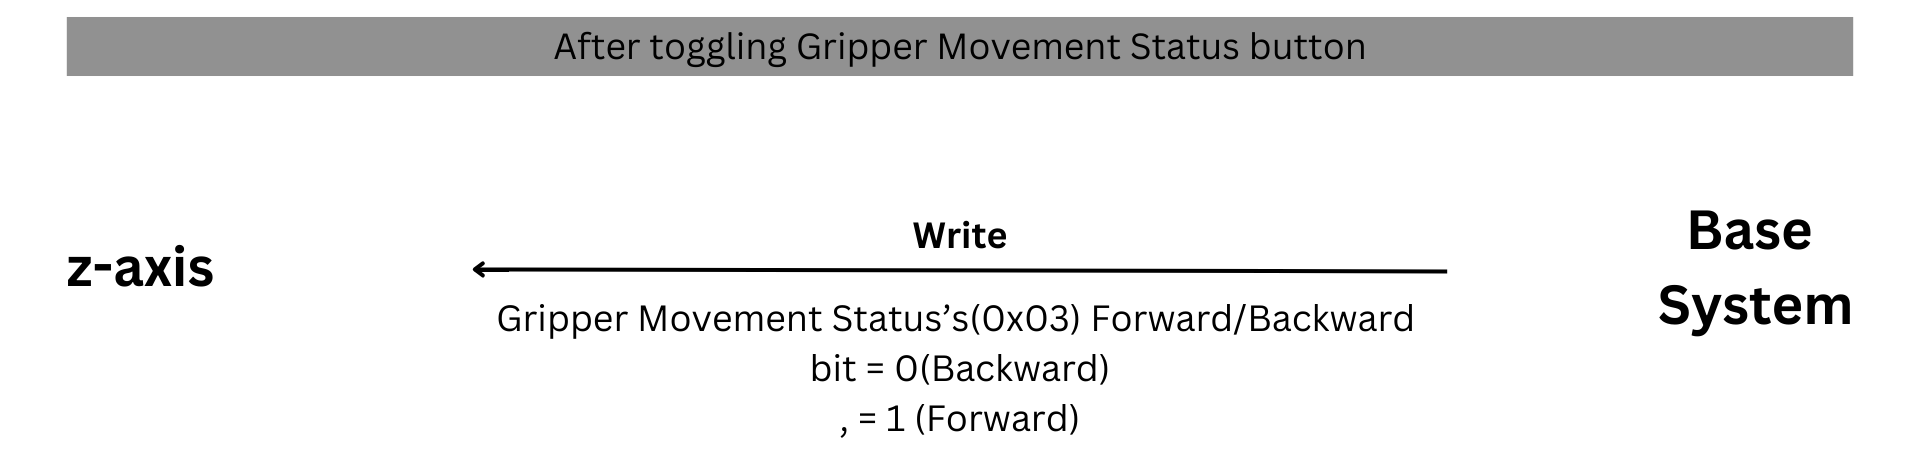 After toggling Gripper Movement Status button
z-axis
Write
Gripper Movement Status’s(0x03) Forward/Backward
bit = 0(Backward)
, = 1 (Forward)
Base
System